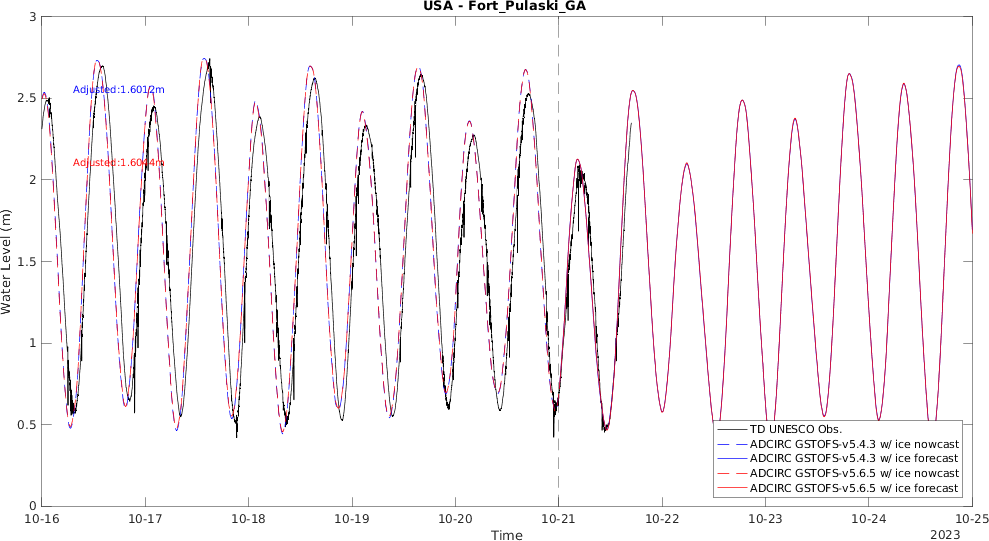 USA - Fort_Pulaski_GA
3
2.5
2
1.5
1
0.5
0
Water Level (m)
Adjusted:1.6012m
Adjusted:1.6044m
10-16
10-17
10-18
10-19
10-20
10-21
10-22
10-23
10-24
10-25
Time
2023
TD UNESCO Obs.
ADCIRC GSTOFS-v5.4.3 w/ ice nowcast
ADCIRC GSTOFS-v5.4.3 w/ ice forecast
ADCIRC GSTOFS-v5.6.5 w/ ice nowcast
ADCIRC GSTOFS-v5.6.5 w/ ice forecast